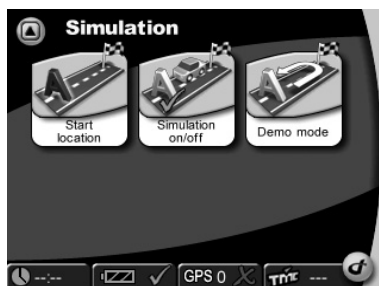 Simulation
Start
location
Simulation
on/off
Demo mode
--:--
GPS 0
TMC ---